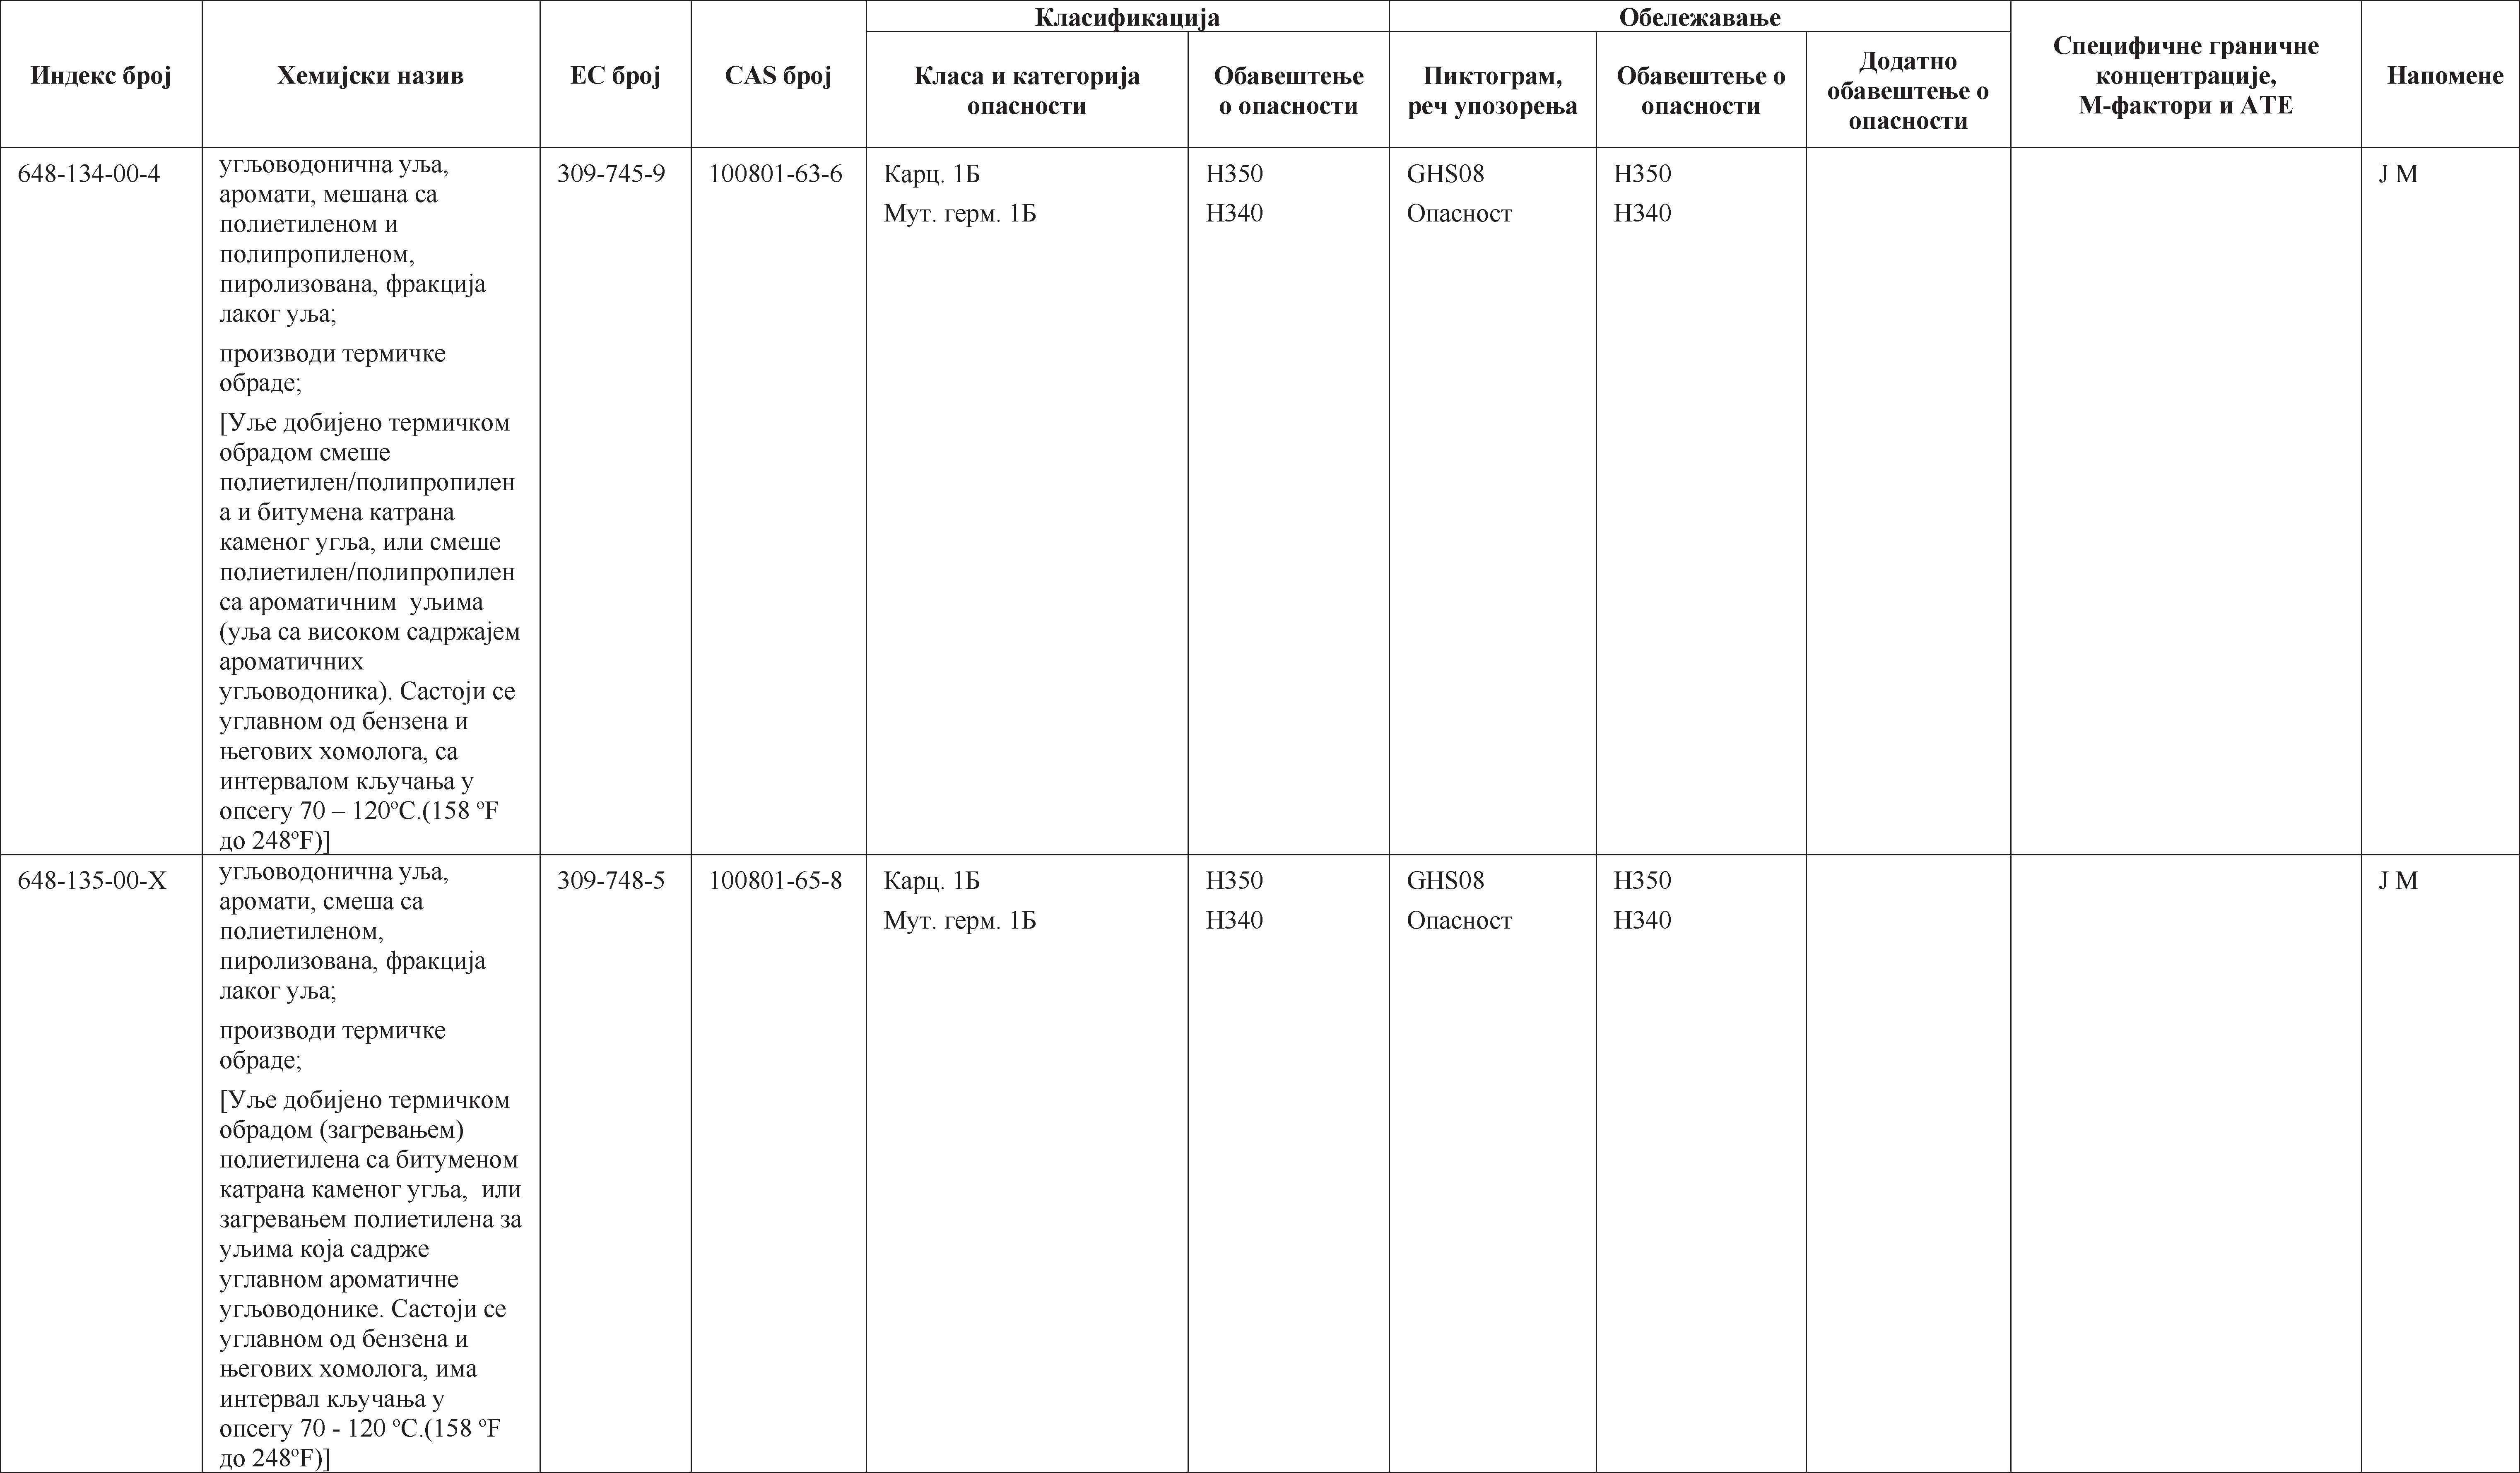 Класификација
Обележавање
Индекс број
Хемијски назив
ЕС број
CAS број
Класа и категорија
опасности
Обавештење
о опасности
Пиктограм,
реч упозорења
Обавештење о
опасности
Додатно
обавештење о
опасности
Специфичне граничне
концентрације,
М-фактори и АТЕ
Напомене
648-134-00-4
угљоводонична уља,
аромати, мешана са
полиетиленом и
полипропиленом,
пиролизована, фракција
лаког уља;
производи термичке
обраде;
[Уље добијено термичком
обрадом смеше
полиетилен/полипропилен
а и битумена катрана
каменог угља, или смеше
полиетилен/полипропилен
са ароматичним  уљима
(уља са високом садржајем
ароматичних
угљоводоника). Састоји се
углавном од бензена и
његових хомолога, са
интервалом кључања у
опсегу 70 – 120ºC.(158 ºF
до 248ºF)]
309-745-9
100801-63-6
Карц. 1Б
Мут. герм. 1Б
H350
H340
GHS08
Опасност
H350
H340
Ј М
648-135-00-X
угљоводонична уља,
аромати, смеша са
полиетиленом,
пиролизована, фракција
лаког уља;
производи термичке
обраде;
[Уље добијено термичком
обрадом (загревањем)
полиетилена са битуменом
катрана каменог угља,  или
загревањем полиетилена за
уљима која садрже
углавном ароматичне
угљоводонике. Састоји се
углавном од бензена и
његових хомолога, има
интервал кључања у
опсегу 70 - 120 ºC.(158 ºF
до 248ºF)]
309-748-5
100801-65-8
Карц. 1Б
Мут. герм. 1Б
H350
H340
GHS08
Опасност
H350
H340
Ј М